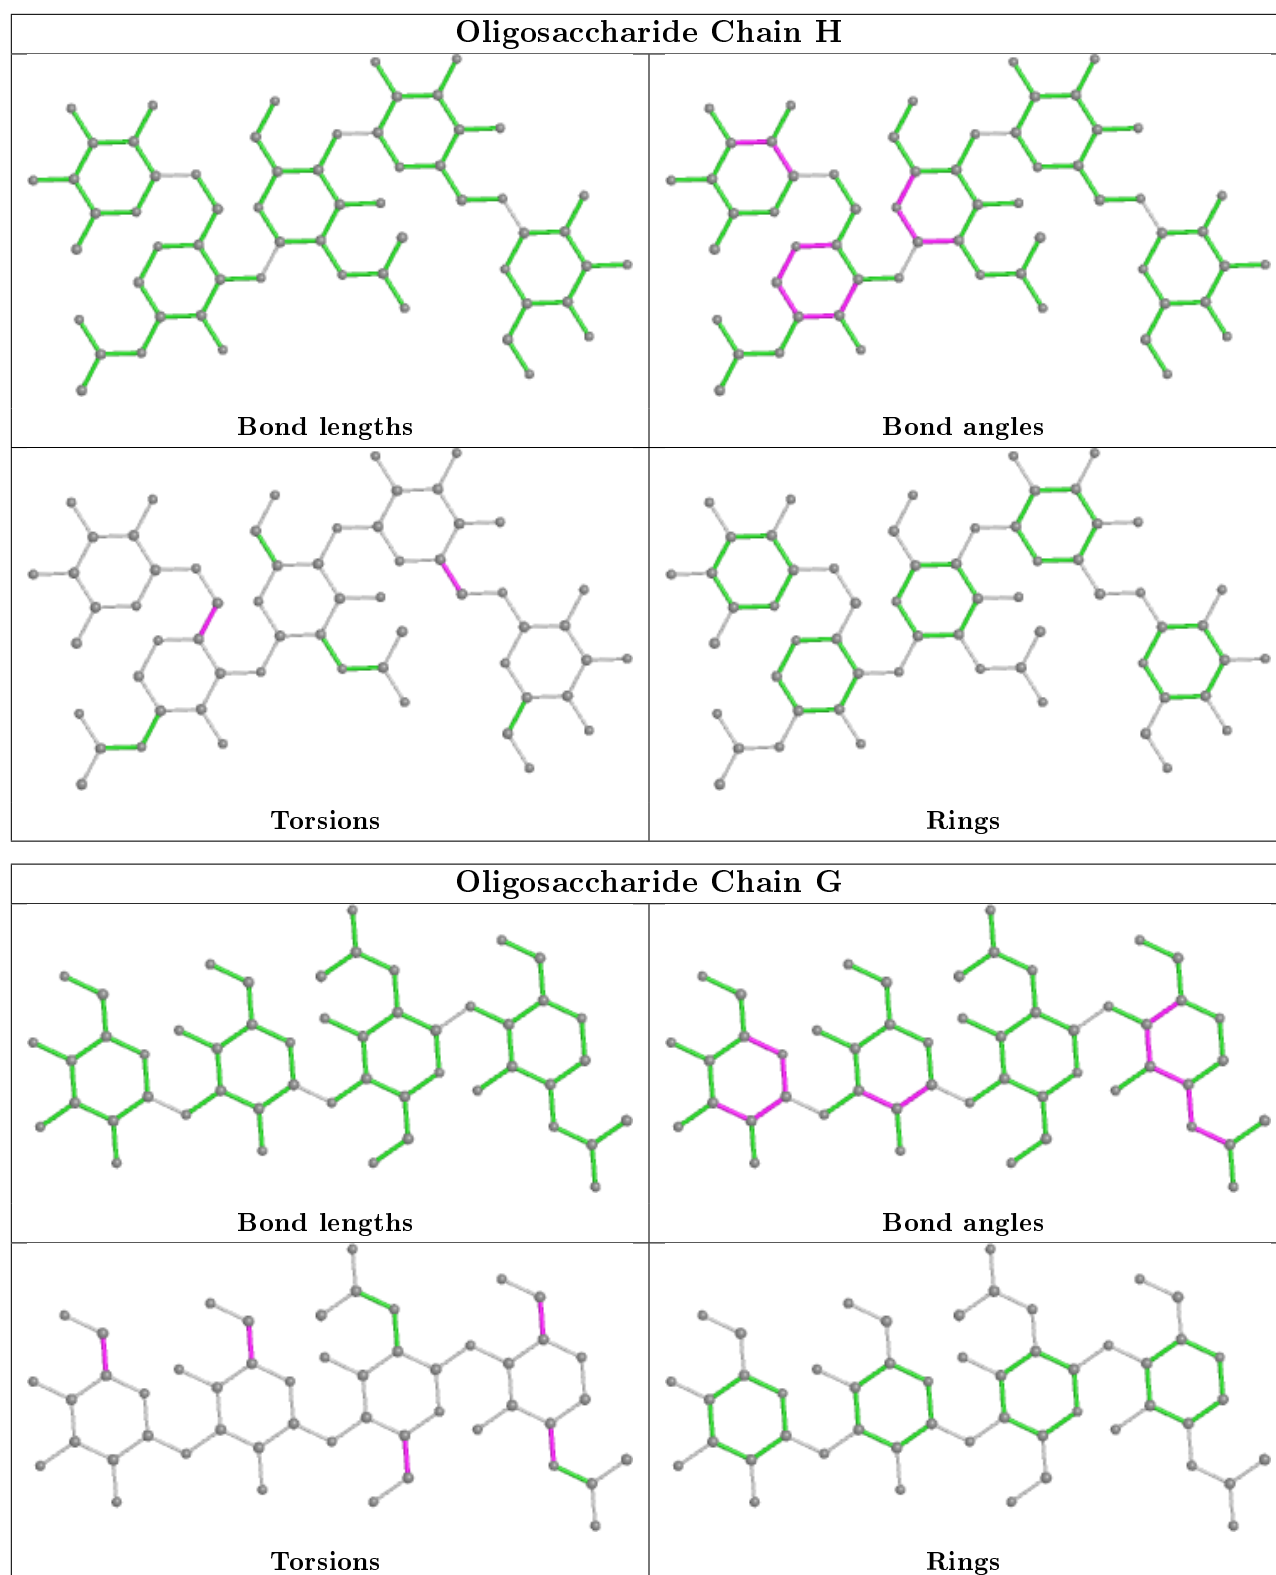 Oligosaccharide Chain H
Bond lengths
Bond angles
Torsions
Rings
Oligosaccharide Chain G
Bond lengths
Bond angles
Torsions
Rings